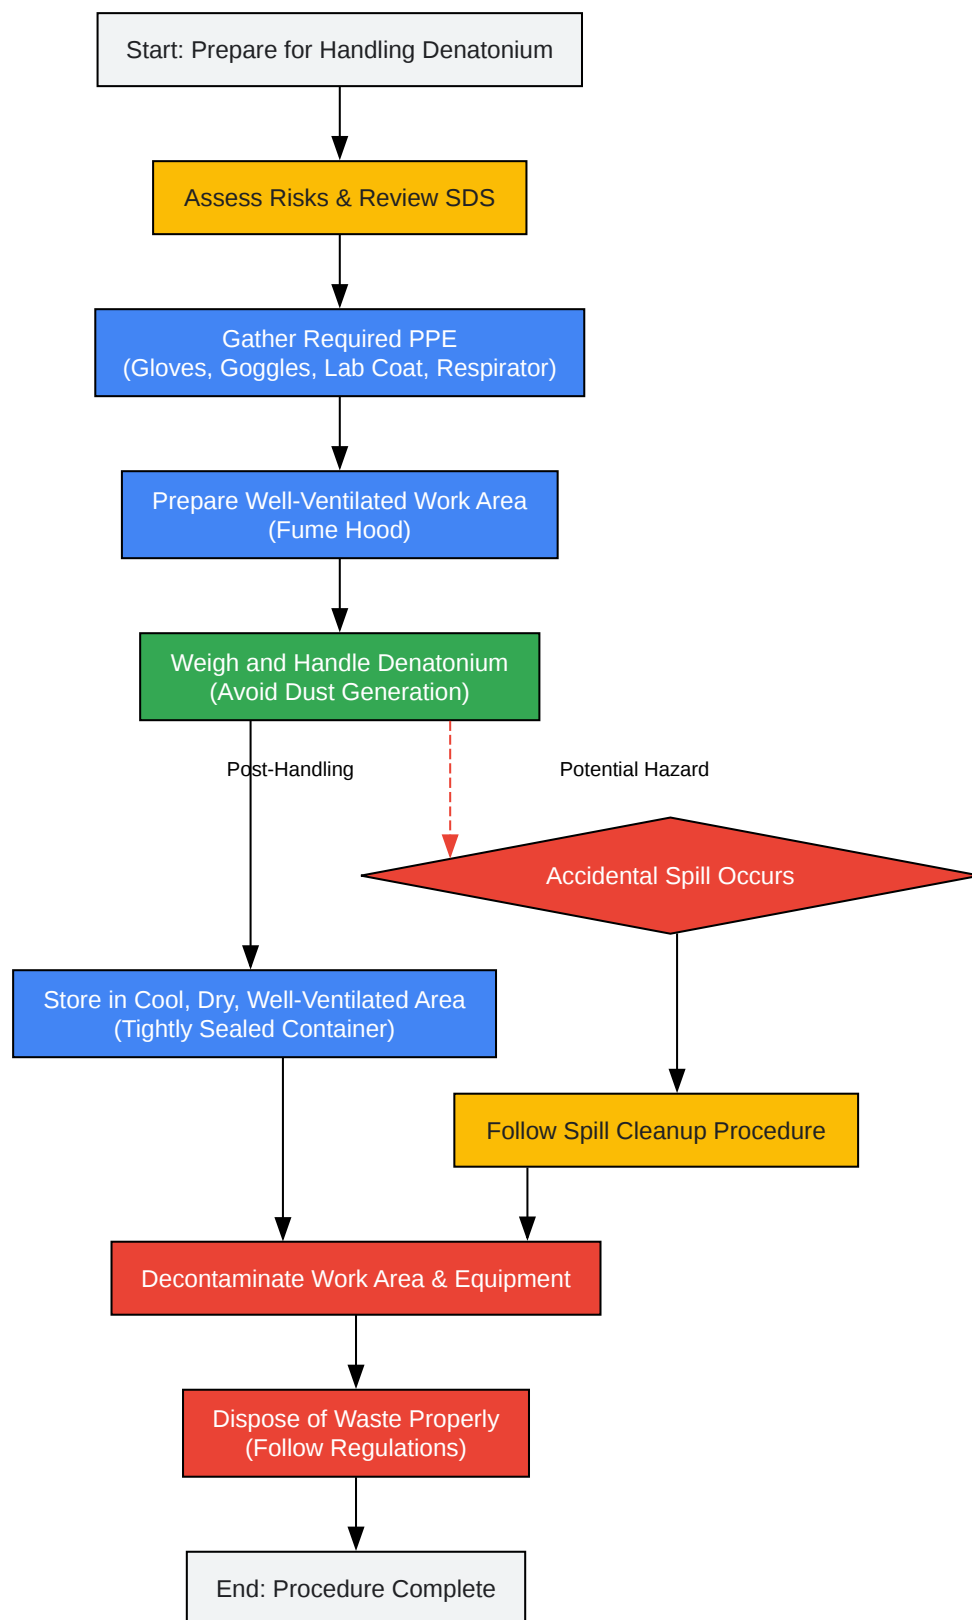 Start: Prepare for Handling Denatonium
Assess Risks & Review SDS
Gather Required PPE
(Gloves, Goggles, Lab Coat, Respirator)
Prepare Well-Ventilated Work Area
(Fume Hood)
Weigh and Handle Denatonium
(Avoid Dust Generation)
Post-Handling
Potential Hazard
Accidental Spill Occurs
Store in Cool, Dry, Well-Ventilated Area
(Tightly Sealed Container)
Follow Spill Cleanup Procedure
Decontaminate Work Area & Equipment
Dispose of Waste Properly
(Follow Regulations)
End: Procedure Complete